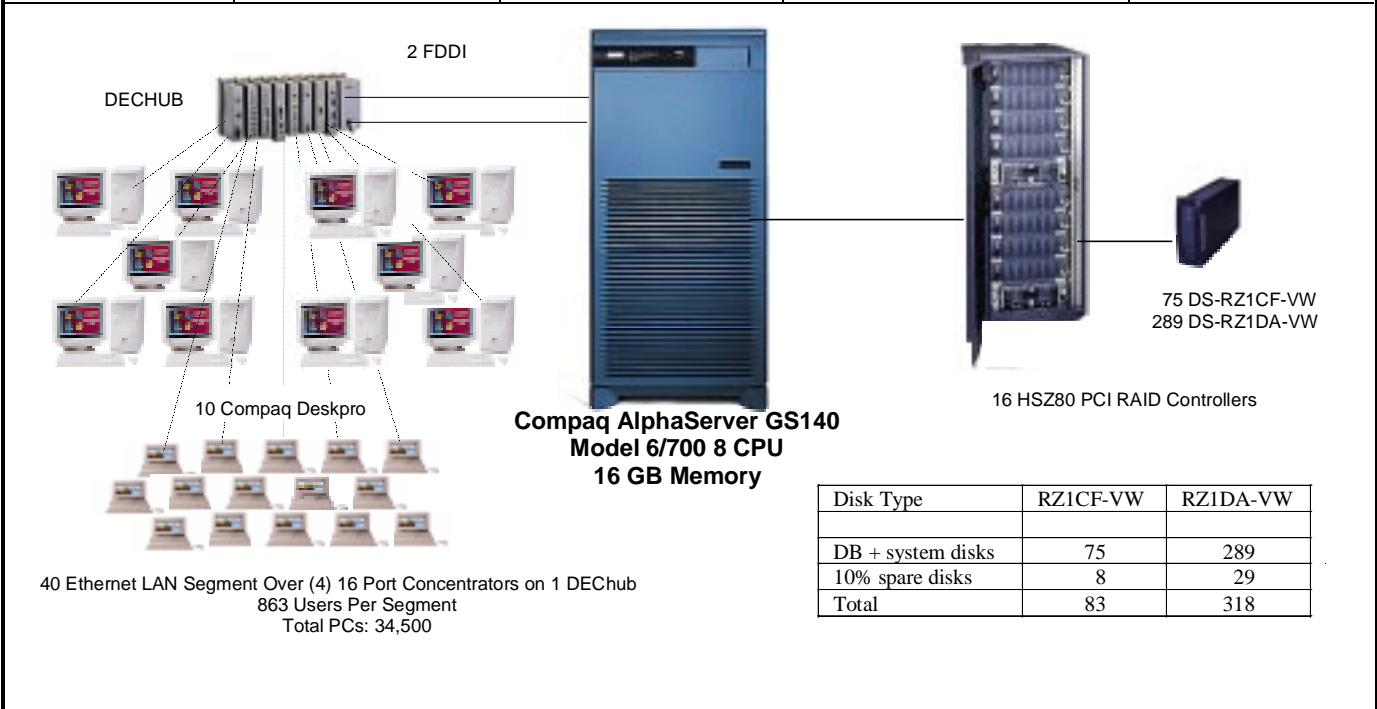 2 FDDI
DECHUB
75 DS-RZ1CF-VW
289 DS-RZ1DA-VW
10 Compaq Deskpro
16 HSZ80 PCI RAID Controllers
Compaq AlphaServer GS140
Model 6/700 8 CPU
16 GB Memory
Disk Type RZ1CF-VW RZ1DA-VW
DB + system disks 75 289
10% spare disks 8 29
Total 83 318
40 Ethernet LAN Segment Over (4) 16 Port Concentrators on 1 DEChub
863 Users Per Segment
Total PCs: 34,500